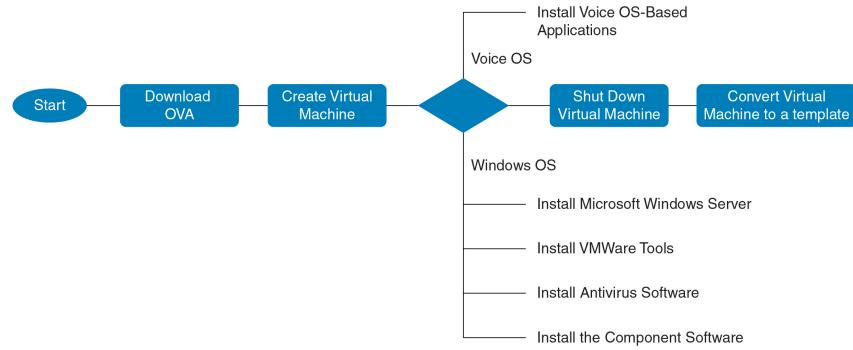 Install Voice OS-Based
Applications
Voice OS
Start
Download
OVA
Create Virtual
Machine
Shut Down
Virtual Machine
Convert Virtual
Machine to a template
Windows OS
Install Microsoft Windows Server
Install VMWare Tools
Install Antivirus Software
Install the Component Software